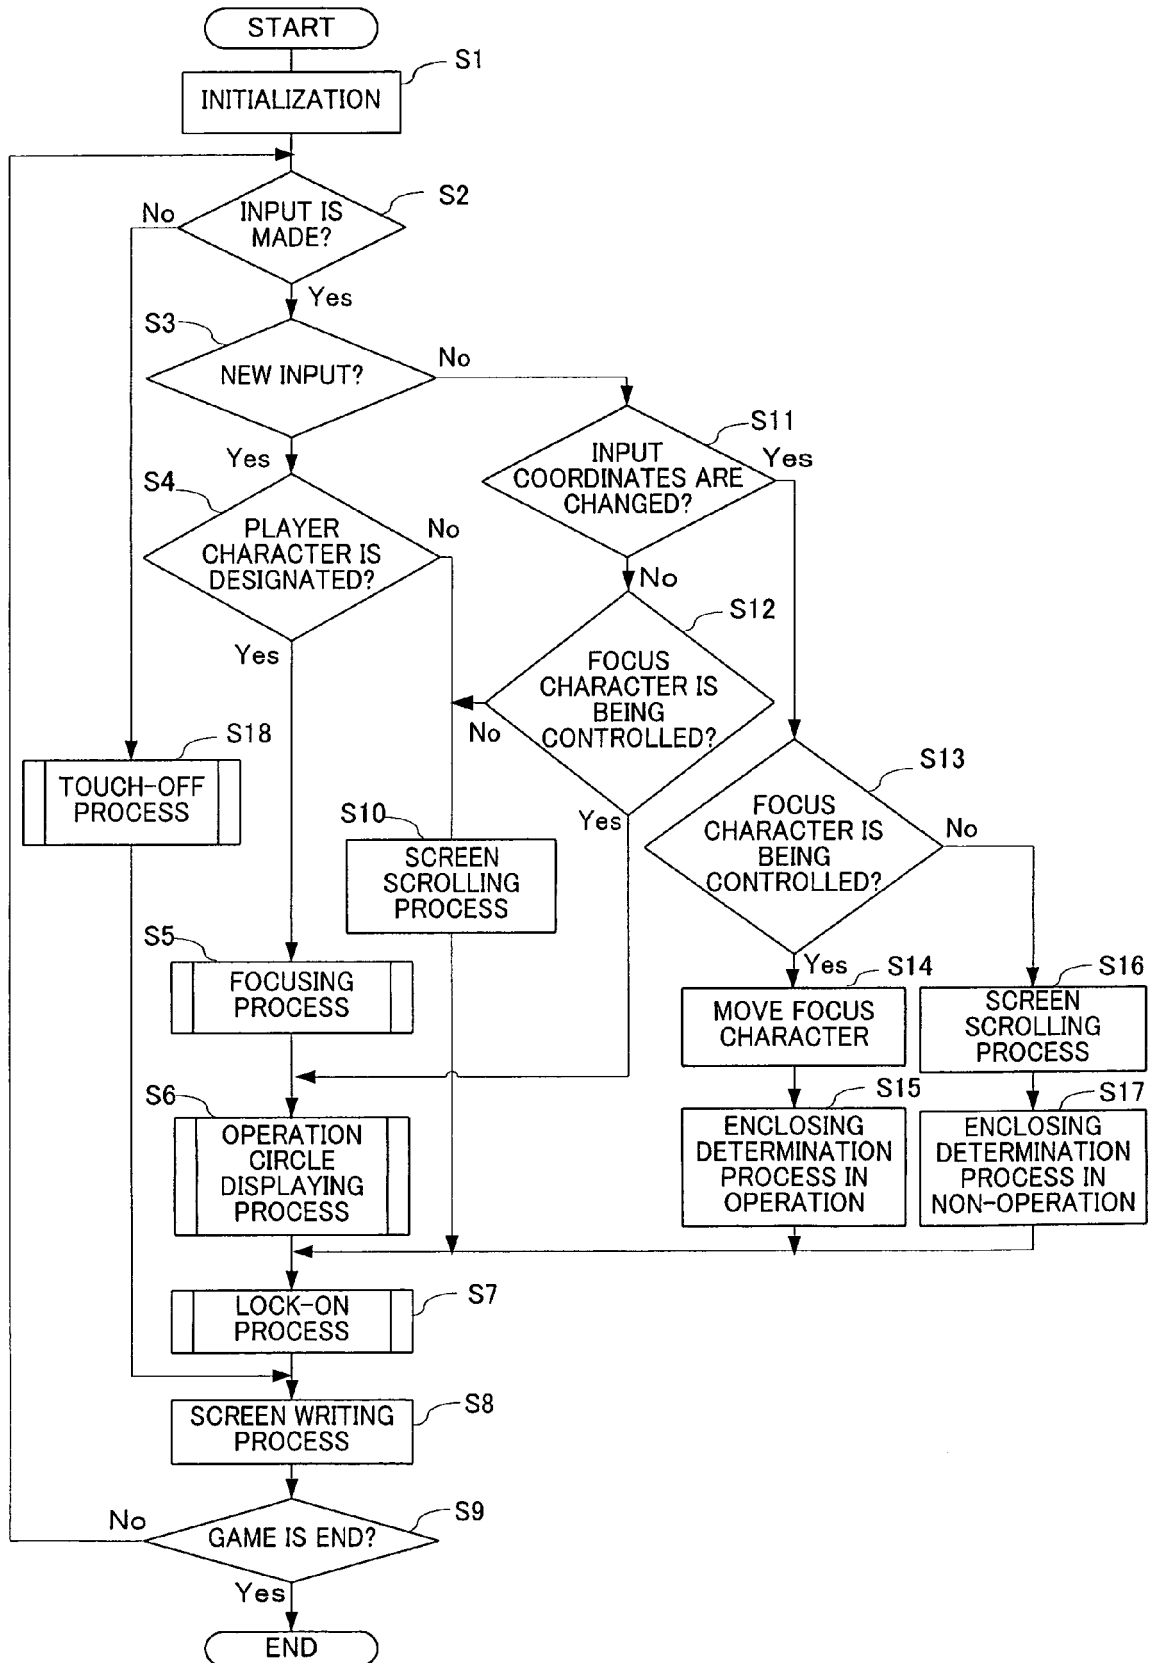 START
S1
INITIALIZATION
S2
No
INPUT IS
MADE?
Yes
S3
No
NEW INPUT?
S11
Yes
INPUT
COORDINATES ARE
CHANGED?
Yes
S4
No
PLAYER
CHARACTER IS
DESIGNATED?
No
S12
Yes
FOCUS
CHARACTER IS
BEING
CONTROLLED?
No
S18
TOUCH-OFF
PROCESS
S13
Yes
FOCUS
CHARACTER IS
BEING
CONTROLLED?
No
S10
SCREEN
SCROLLING
PROCESS
S5
FOCUSING
PROCESS
Yes
S14
MOVE FOCUS
CHARACTER
S16
SCREEN
SCROLLING
PROCESS
S6
OPERATION
CIRCLE
DISPLAYING
PROCESS
S15
ENCLOSING
DETERMINATION
PROCESS IN
OPERATION
S17
ENCLOSING
DETERMINATION
PROCESS IN
NON-OPERATION
S7
LOCK-ON
PROCESS
S8
SCREEN WRITING
PROCESS
S9
No
GAME IS END?
Yes
END